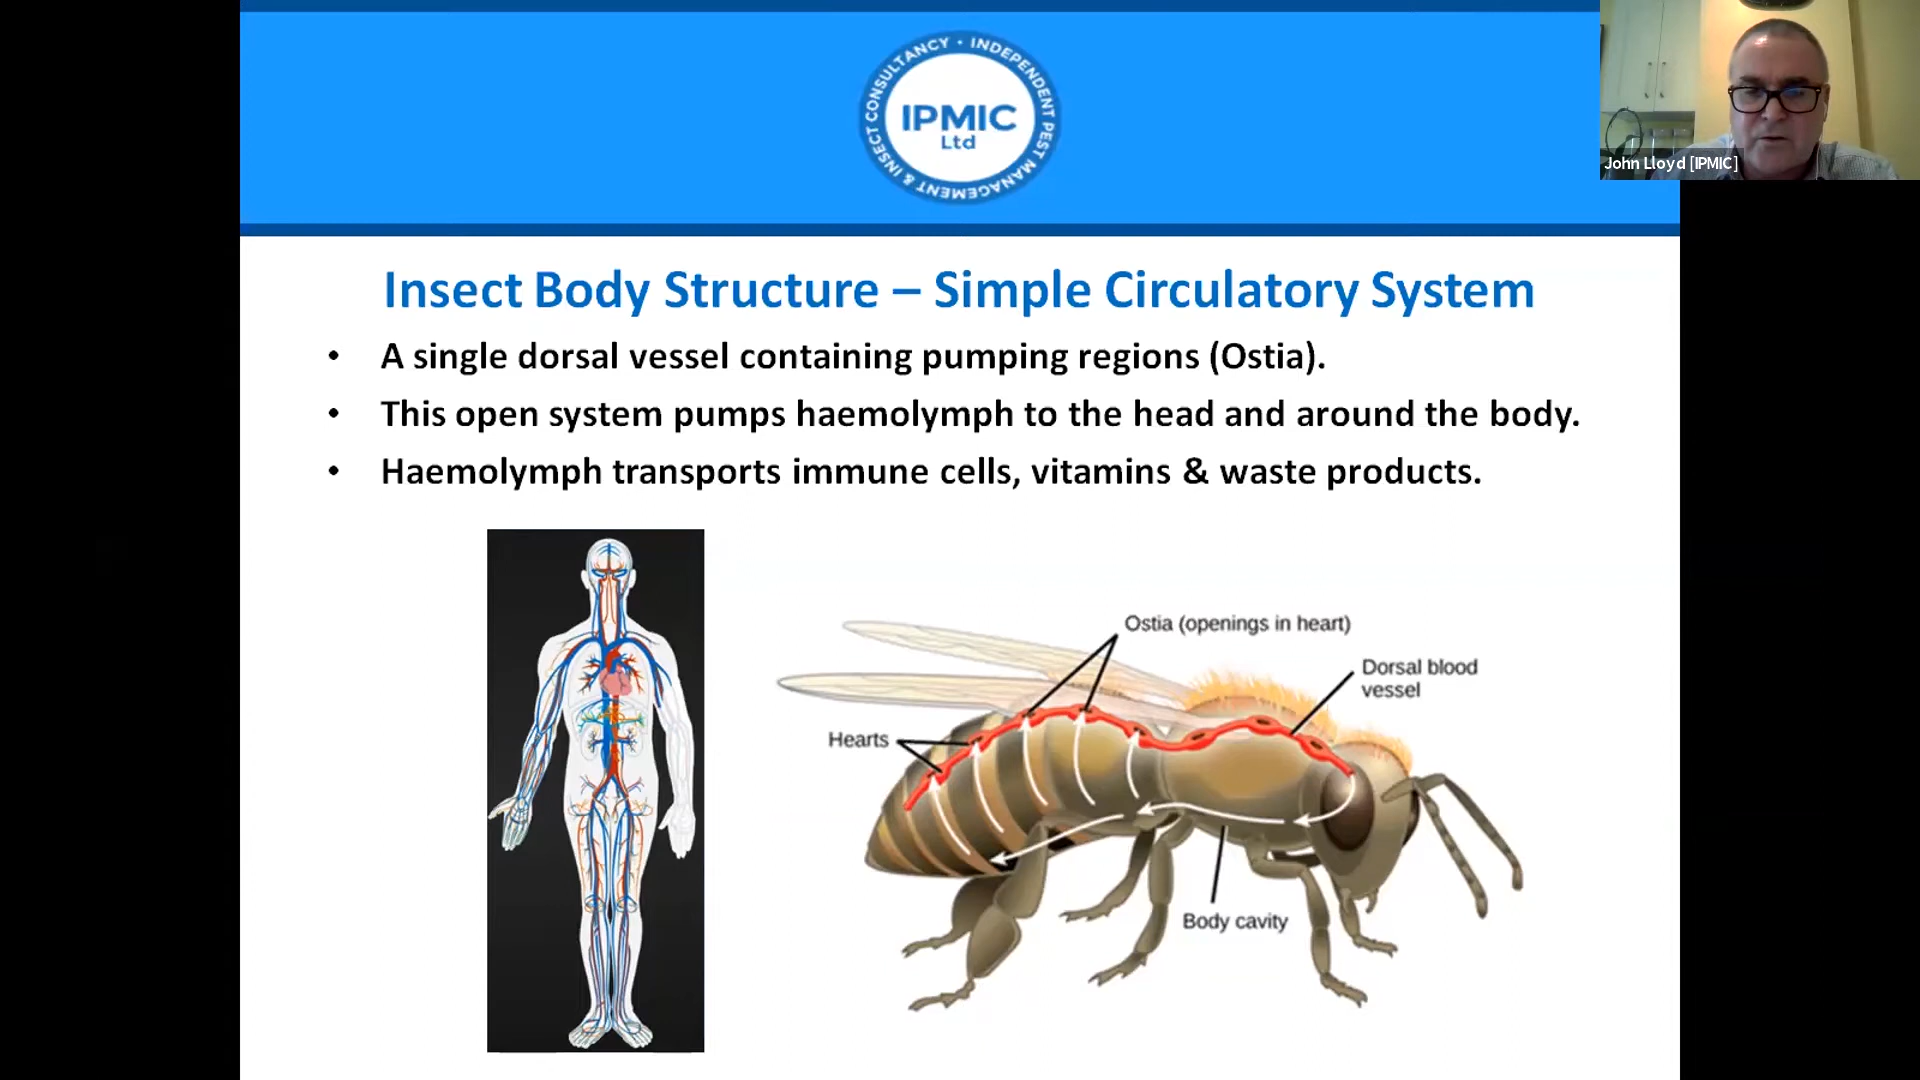 INSECT CONSULTANCY • INDEPENDENT PEST MANAGEMENT &
IPMIC
Ltd
John Lloyd [IPMIC]
Insect Body Structure – Simple Circulatory System
• A single dorsal vessel containing pumping regions (Ostia).
• This open system pumps haemolymph to the head and around the body.
• Haemolymph transports immune cells, vitamins & waste products.
Ostia (openings in heart)
Dorsal blood
vessel
Hearts
Body cavity